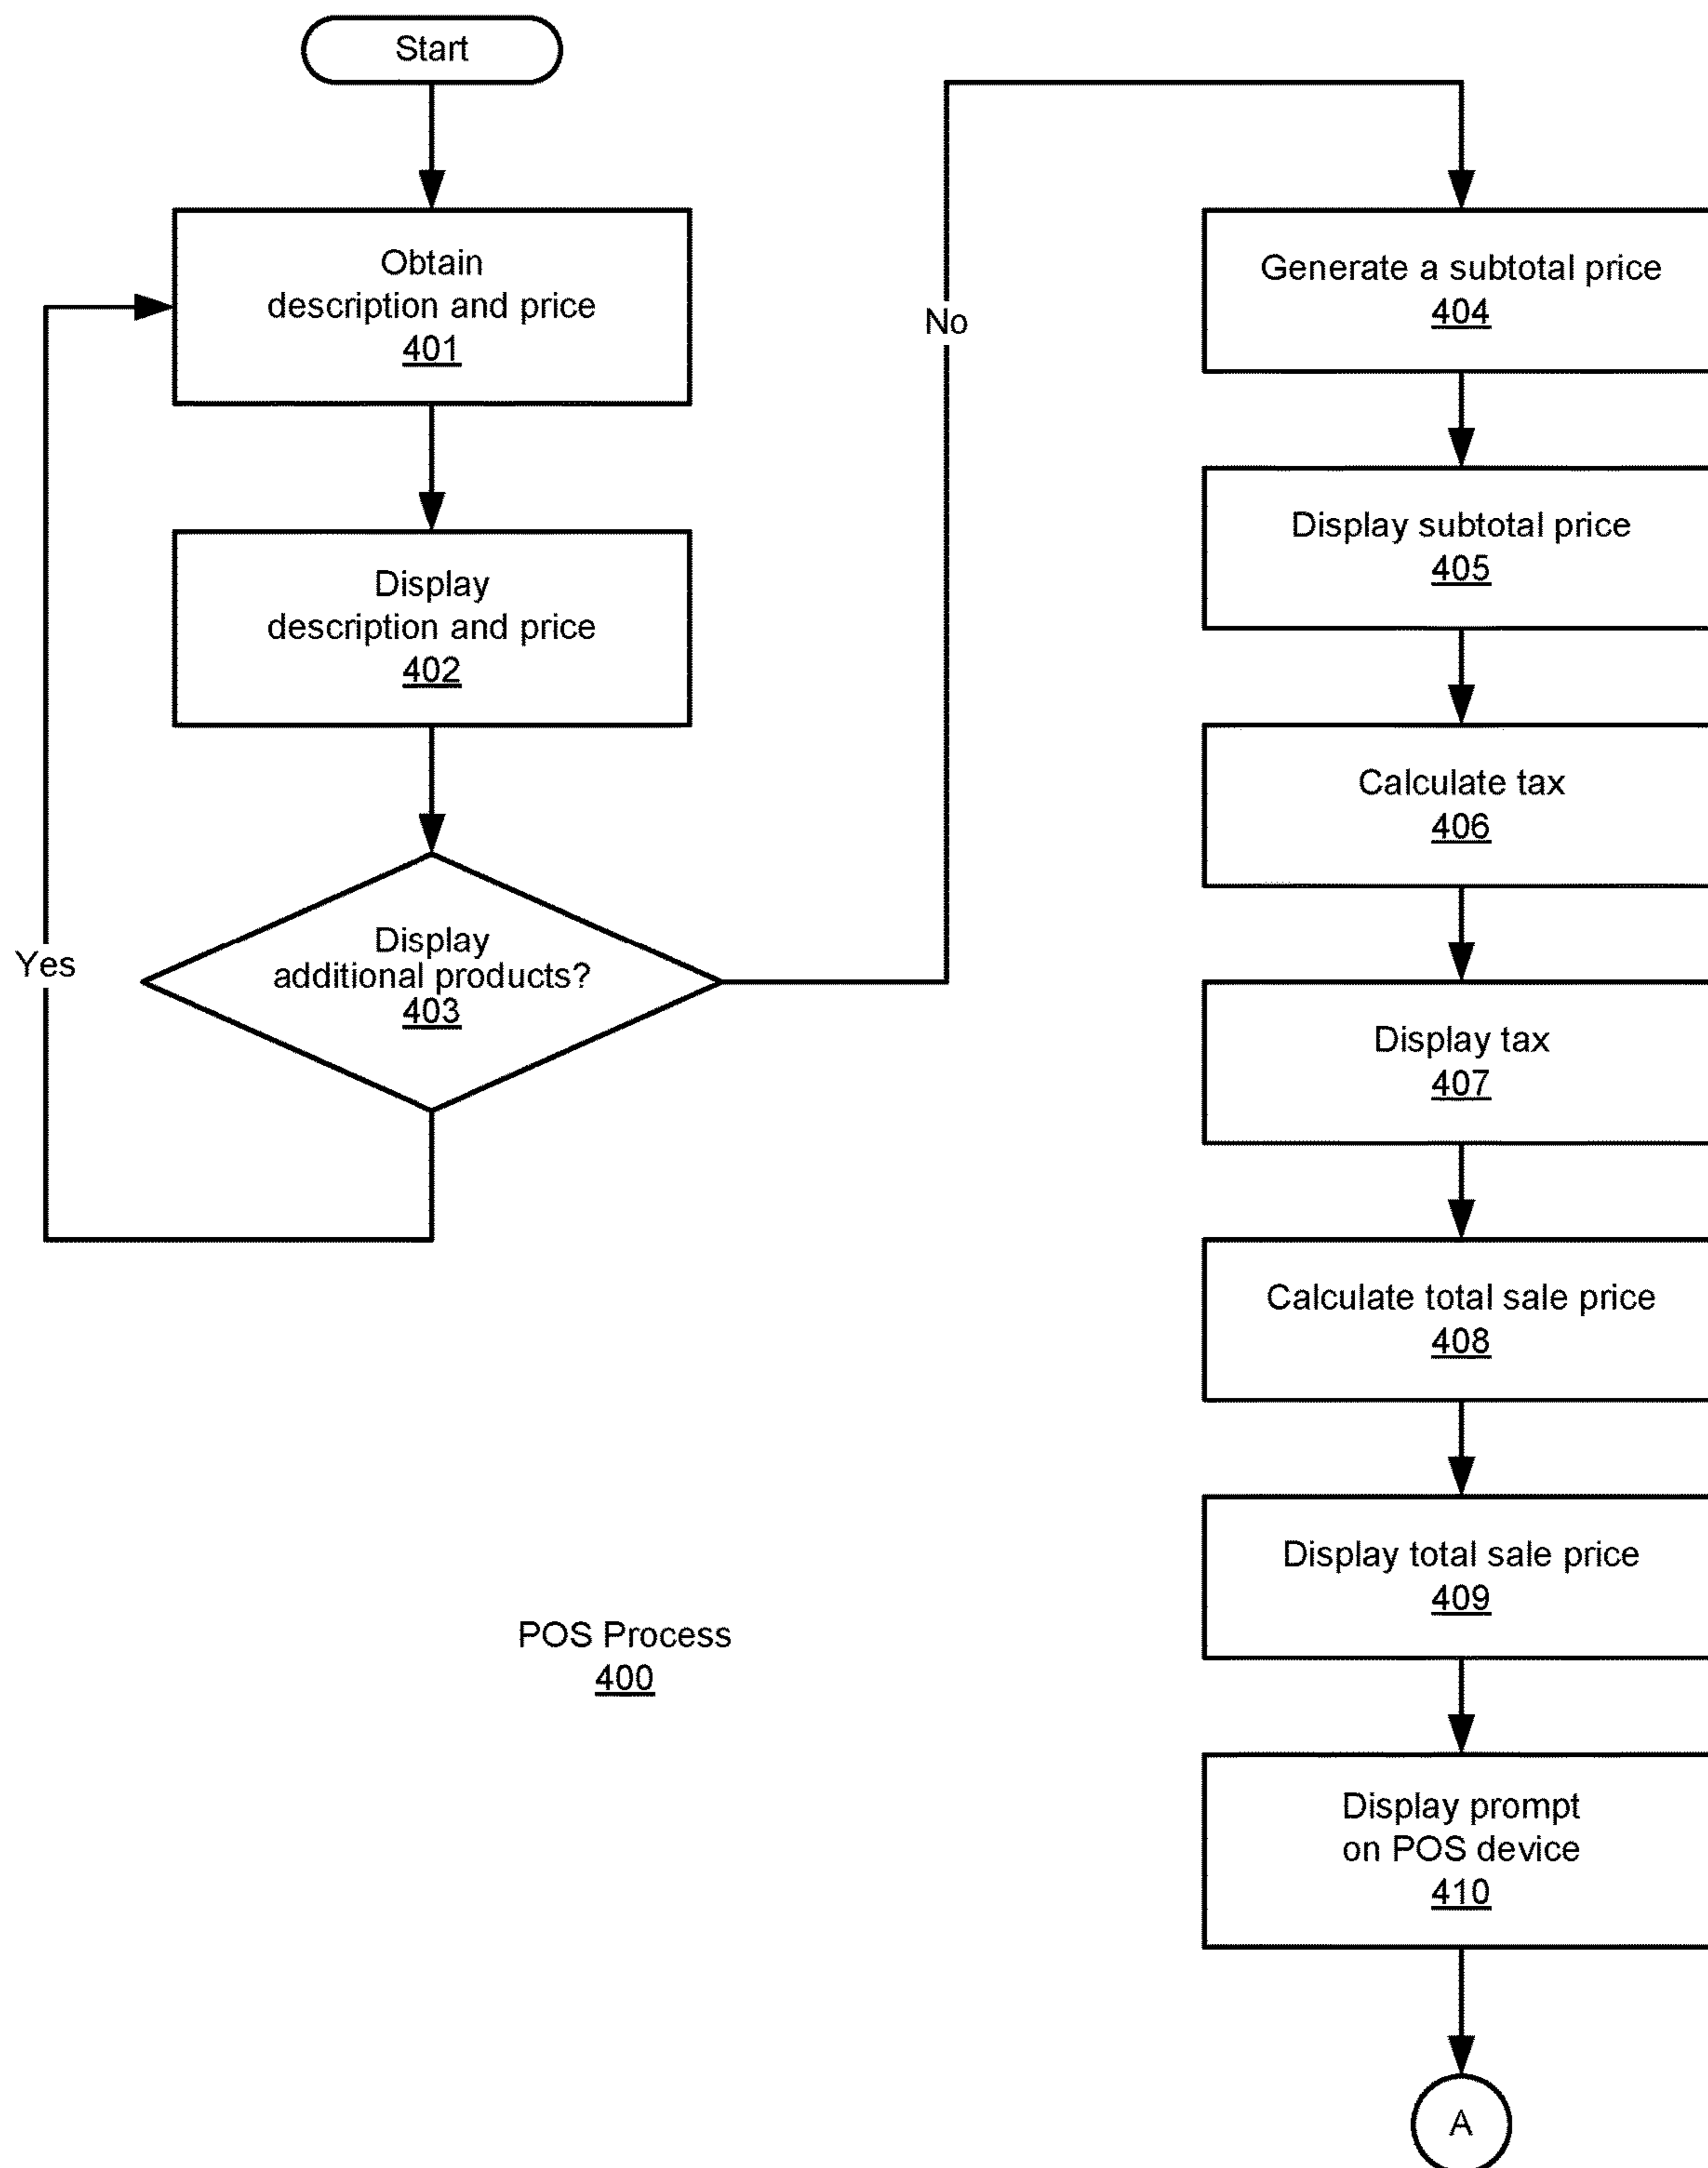 Start
Obtain
description and price
401
Display
description and price
402
Display
additional products?
403
Yes
No
Generate a subtotal price
404
Display subtotal price
405
Calculate tax
406
Display tax
407
Calculate total sale price
408
Display total sale price
409
Display prompt
on POS device
410
A
POS Process
400